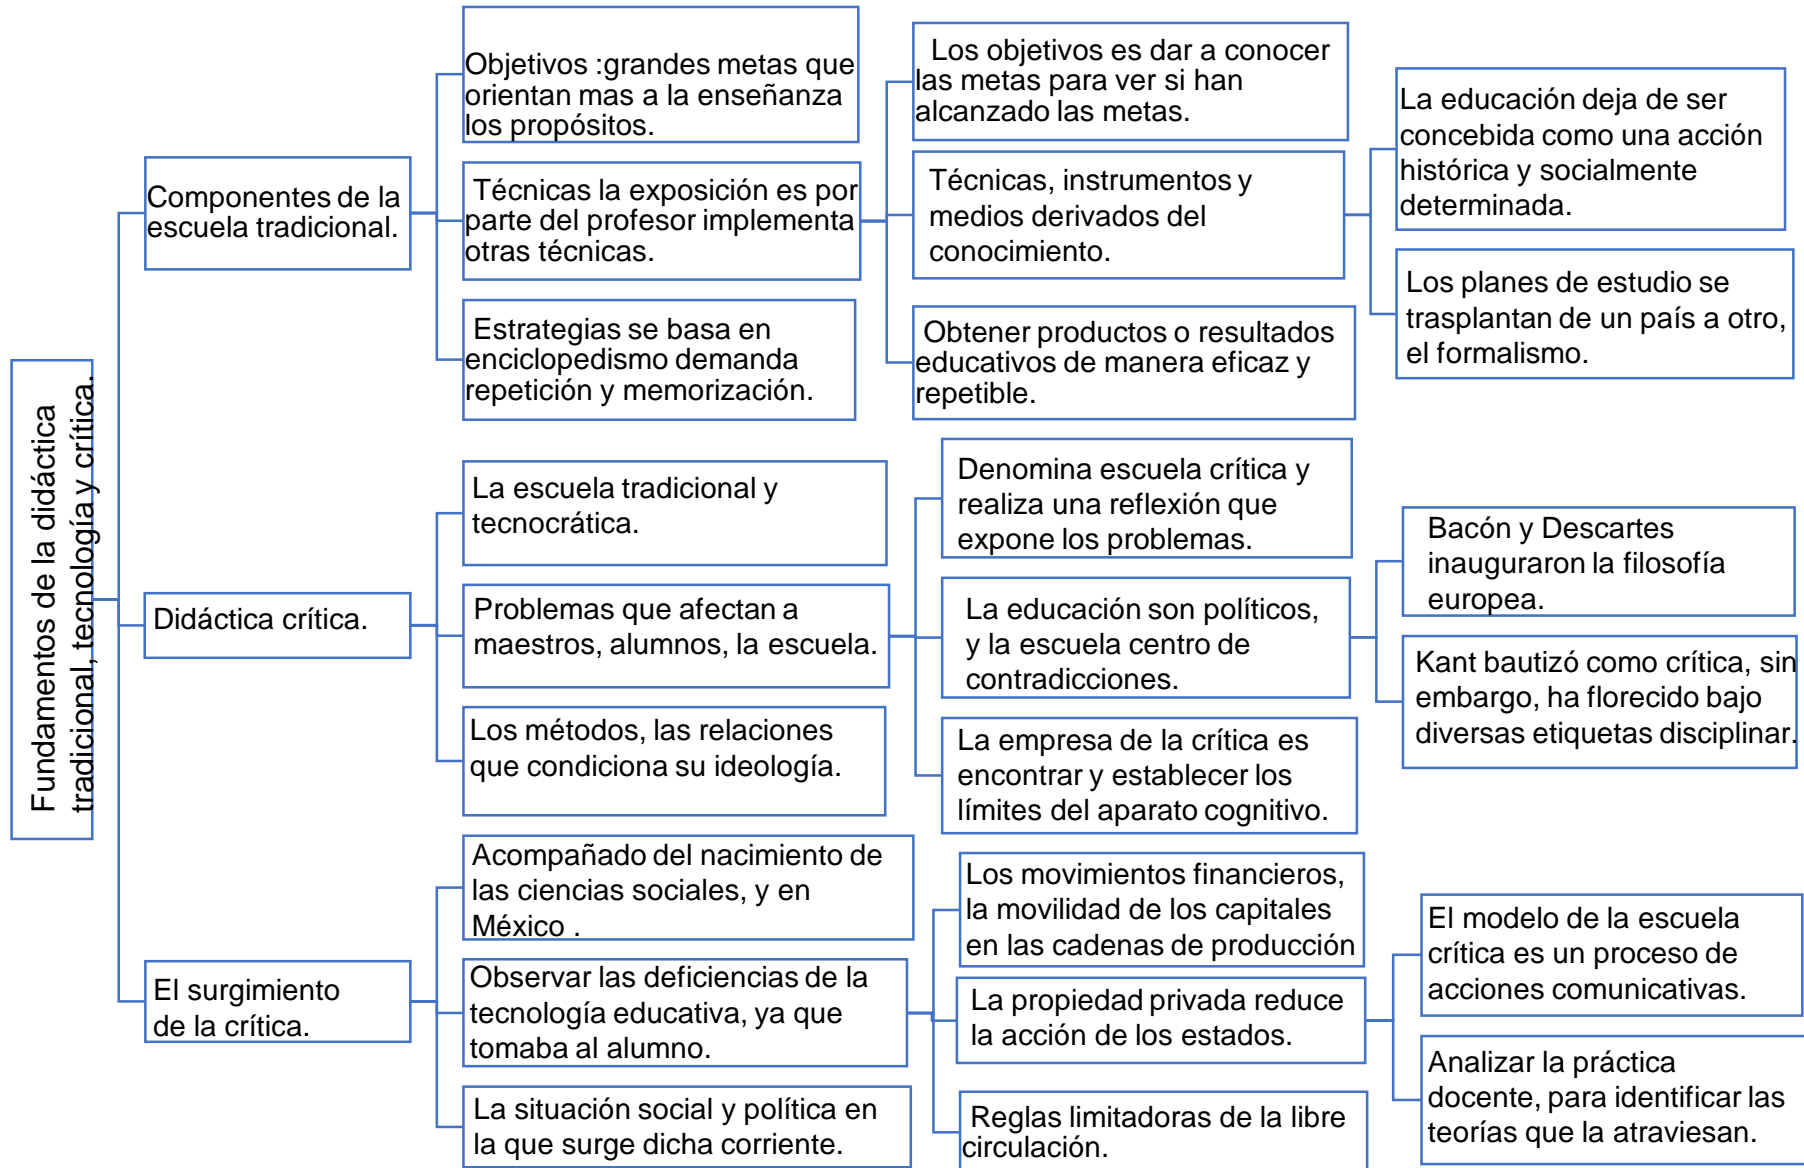 Fundamentos de la didáctica
tradicional, tecnología y crítica.
Componentes de la
escuela tradicional.
Objetivos :grandes metas que
orientan mas a la enseñanza
los propósitos.
Técnicas la exposición es por
parte del profesor implementa
otras técnicas.
Estrategias se basa en
enciclopedismo demanda
repetición y memorización.
Los objetivos es dar a conocer
las metas para ver si han
alcanzado las metas.
Técnicas, instrumentos y
medios derivados del
conocimiento.
Obtener productos o resultados
educativos de manera eficaz y
repetible.
La educación deja de ser
concebida como una acción
histórica y socialmente
determinada.
Los planes de estudio se
trasplantan de un país a otro,
el formalismo.
Didáctica crítica.
La escuela tradicional y
tecnocrática.
Problemas que afectan a
maestros, alumnos, la escuela.
Los métodos, las relaciones
que condiciona su ideología.
Denomina escuela crítica y
realiza una reflexión que
expone los problemas.
La educación son políticos,
y la escuela centro de
contradicciones.
La empresa de la crítica es
encontrar y establecer los
límites del aparato cognitivo.
Bacón y Descartes
inauguraron la filosofía
europea.
Kant bautizó como crítica, sin
embargo, ha florecido bajo
diversas etiquetas disciplinar.
El surgimiento
de la crítica.
Acompañado del nacimiento de
las ciencias sociales, y en
México .
Observar las deficiencias de la
tecnología educativa, ya que
tomaba al alumno.
La situación social y política en
la que surge dicha corriente.
Los movimientos financieros,
la movilidad de los capitales
en las cadenas de producción
La propiedad privada reduce
la acción de los estados.
Reglas limitadoras de la libre
circulación.
El modelo de la escuela
crítica es un proceso de
acciones comunicativas.
Analizar la práctica
docente, para identificar las
teorías que la atraviesan.